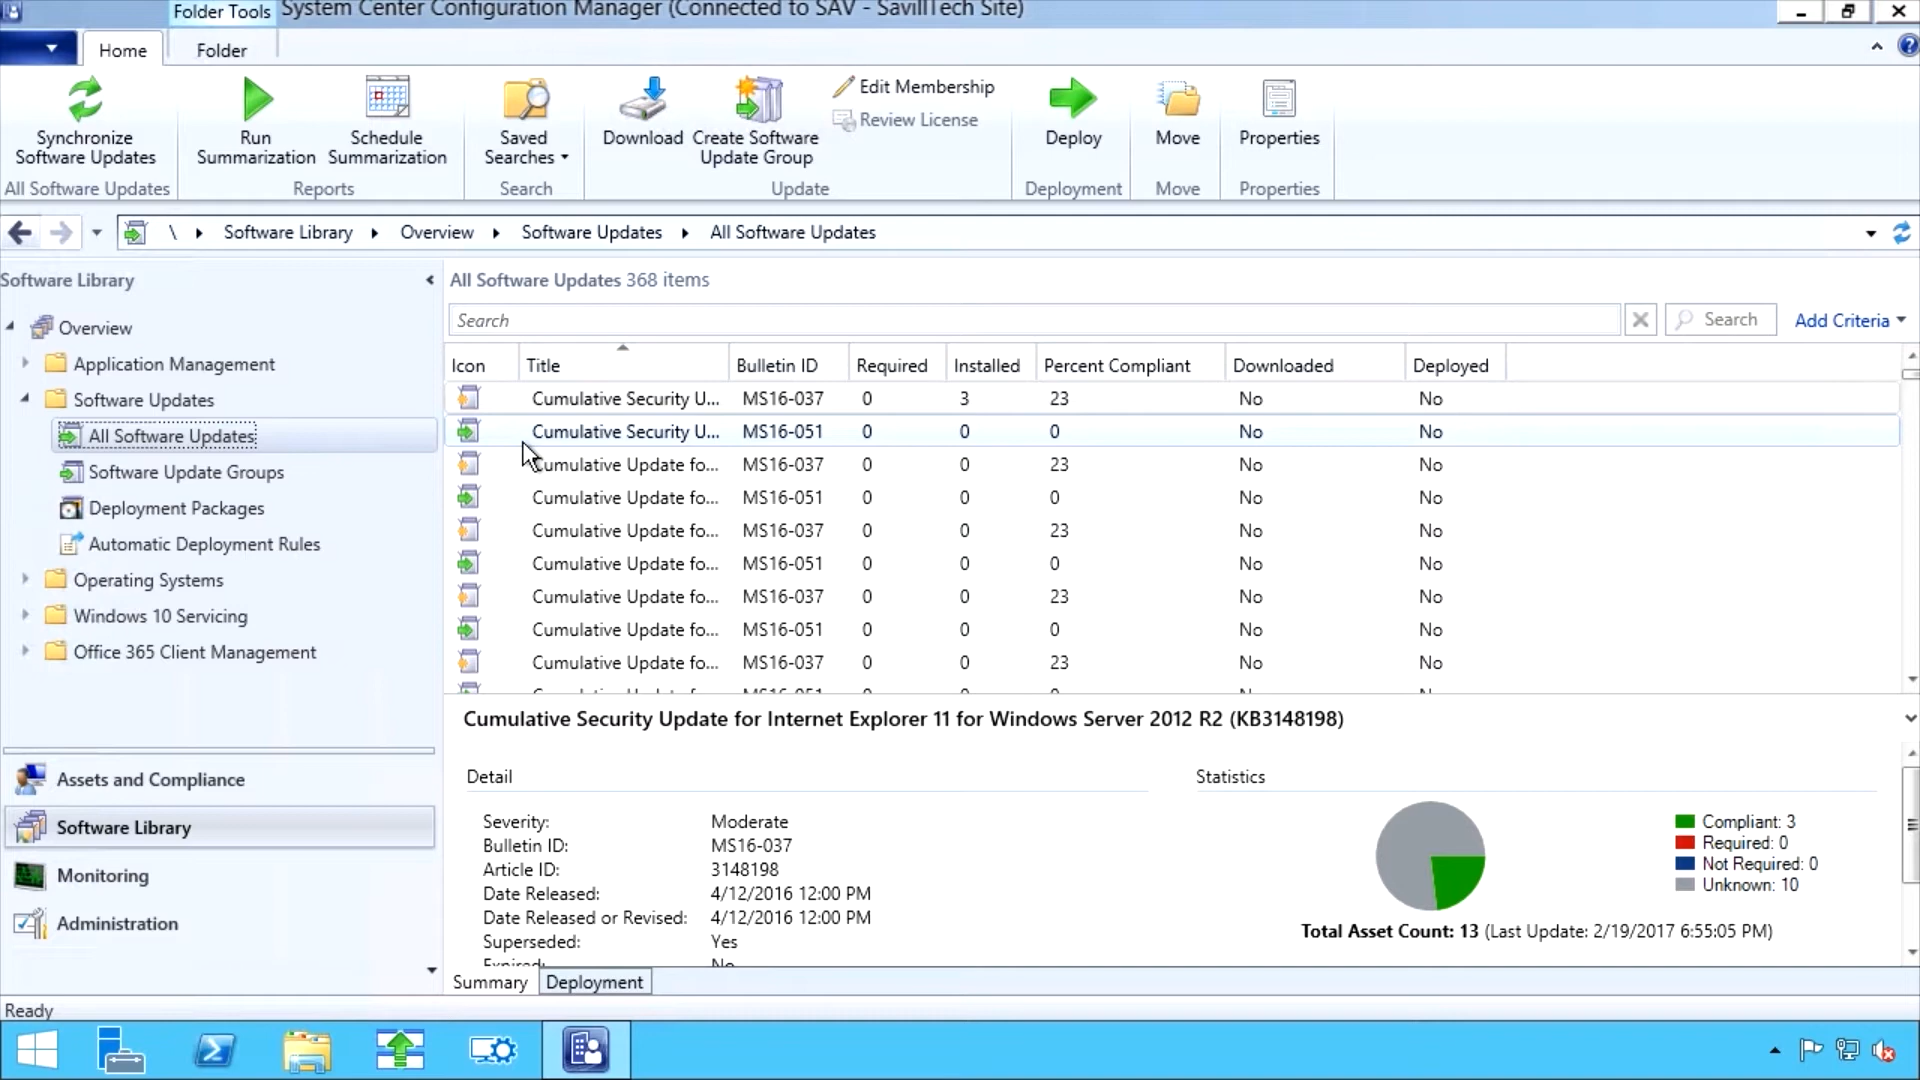 Folder Tools System Center Configuration Manager (Connected to SAV - SavillTech Site)
Home Folder
Synchronize Software Updates
Run Summarization
Schedule Summarization
Saved Searches
Download
Create Software Update Group
Edit Membership
Review License
Deploy
Move
Properties
All Software Updates Reports Search Update Deployment Move Properties
\ Software Library Overview Software Updates All Software Updates
Software Library
Overview
Application Management
Software Updates
All Software Updates
Software Update Groups
Deployment Packages
Automatic Deployment Rules
Operating Systems
Windows 10 Servicing
Office 365 Client Management
Assets and Compliance
Software Library
Monitoring
Administration
All Software Updates 368 items
Search Search Add Criteria
Icon Title Bulletin ID Required Installed Percent Compliant Downloaded Deployed
Cumulative Security U... MS16-037 0 3 23 No No
Cumulative Security U... MS16-051 0 0 0 No No
Cumulative Update fo... MS16-037 0 0 23 No No
Cumulative Update fo... MS16-051 0 0 0 No No
Cumulative Update fo... MS16-037 0 0 23 No No
Cumulative Update fo... MS16-051 0 0 0 No No
Cumulative Update fo... MS16-037 0 0 23 No No
Cumulative Update fo... MS16-051 0 0 0 No No
Cumulative Update fo... MS16-037 0 0 23 No No
Cumulative Security Update for Internet Explorer 11 for Windows Server 2012 R2 (KB3148198)
Detail
Severity: Moderate
Bulletin ID: MS16-037
Article ID: 3148198
Date Released: 4/12/2016 12:00 PM
Date Released or Revised: 4/12/2016 12:00 PM
Superseded: Yes
Expired: No
Statistics
Compliant: 3
Required: 0
Not Required: 0
Unknown: 10
Total Asset Count: 13 (Last Update: 2/19/2017 6:55:05 PM)
Summary Deployment
Ready